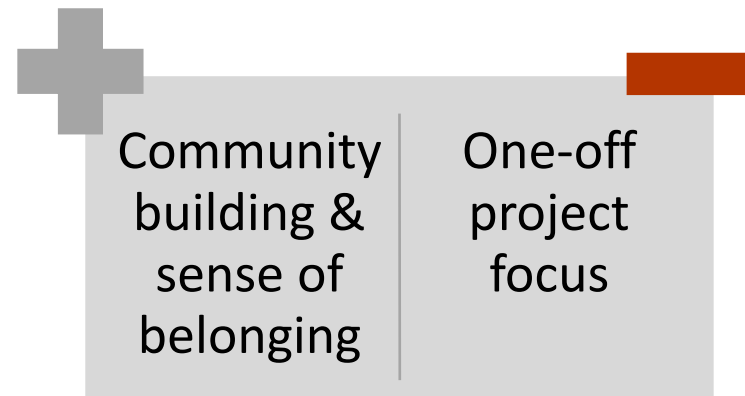 Community
building &
sense of
belonging
One-off
project
focus